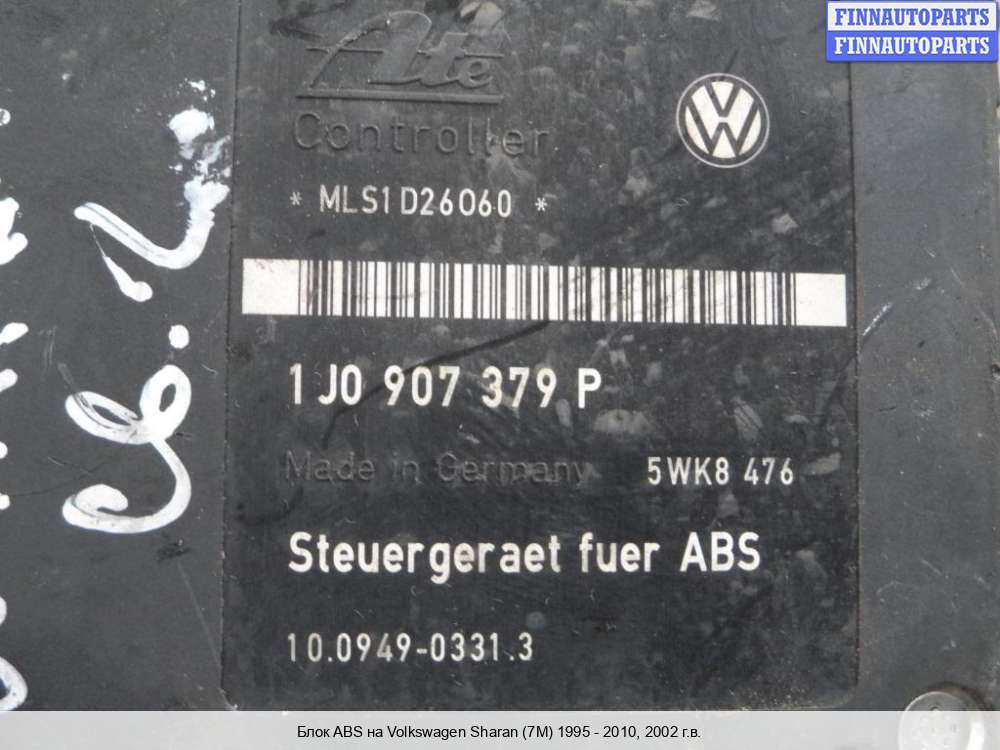 FINNAUTOPARTS
FINNAUTOPARTS
Ate
Controller
* MLS1D26060 *
1J0 907 379 P
Made in Germany 5WK8 476
Steuergeraet fuer ABS
10.0949-0331.3
Блок ABS на Volkswagen Sharan (7M) 1995 - 2010, 2002 г.в.